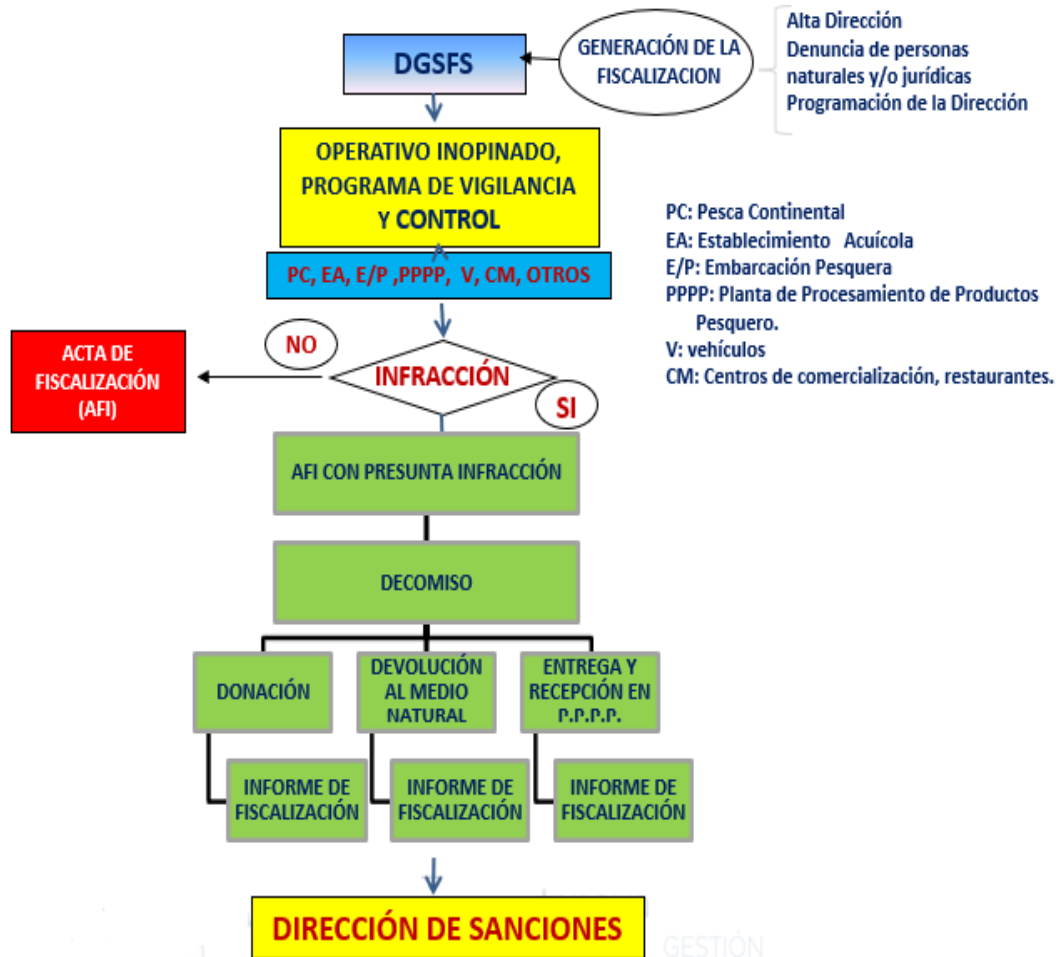 DGSFS
GENERACIÓN DE LA
FISCALIZACION
Alta Dirección
Denuncia de personas
naturales y/o jurídicas
Programación de la Dirección
OPERATIVO INOPINADO,
PROGRAMA DE VIGILANCIA
Y CONTROL
PC, EA, E/P ,PPPP, V, CM, OTROS
PC: Pesca Continental
EA: Establecimiento Acuícola
E/P: Embarcación Pesquera
PPPP: Planta de Procesamiento de Productos
Pesquero.
V: vehículos
CM: Centros de comercialización, restaurantes.
NO
ACTA DE
FISCALIZACIÓN
(AFI)
INFRACCIÓN
SI
AFI CON PRESUNTA INFRACCIÓN
DECOMISO
DONACIÓN
DEVOLUCIÓN
AL MEDIO
NATURAL
ENTREGA Y
RECEPCIÓN EN
P.P.P.P.
INFORME DE
FISCALIZACIÓN
INFORME DE
FISCALIZACIÓN
INFORME DE
FISCALIZACIÓN
DIRECCIÓN DE SANCIONES
GESTIÓN